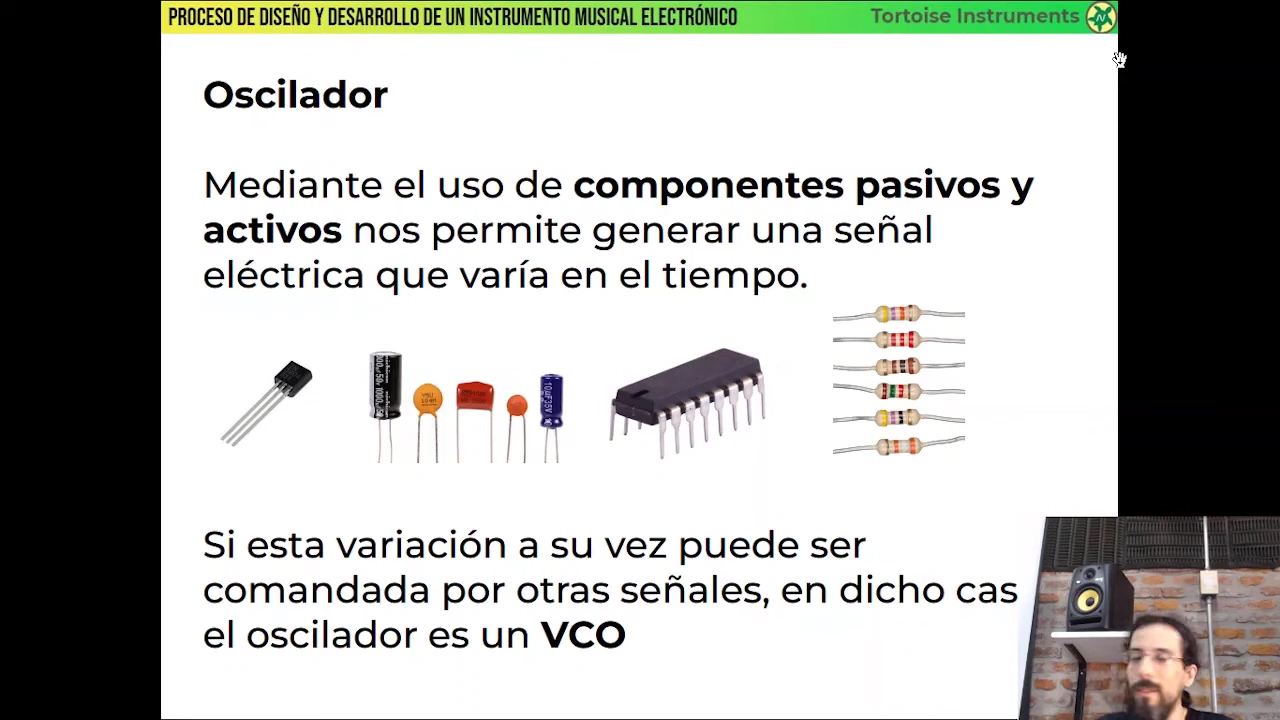 PROCESO DE DISEÑO Y DESARROLLO DE UN INSTRUMENTO MUSICAL ELECTRÓNICO
Tortoise Instruments
Oscilador
Mediante el uso de componentes pasivos y
activos nos permite generar una señal
eléctrica que varía en el tiempo.
Si esta variación a su vez puede ser
comandada por otras señales, en dicho cas
el oscilador es un VCO